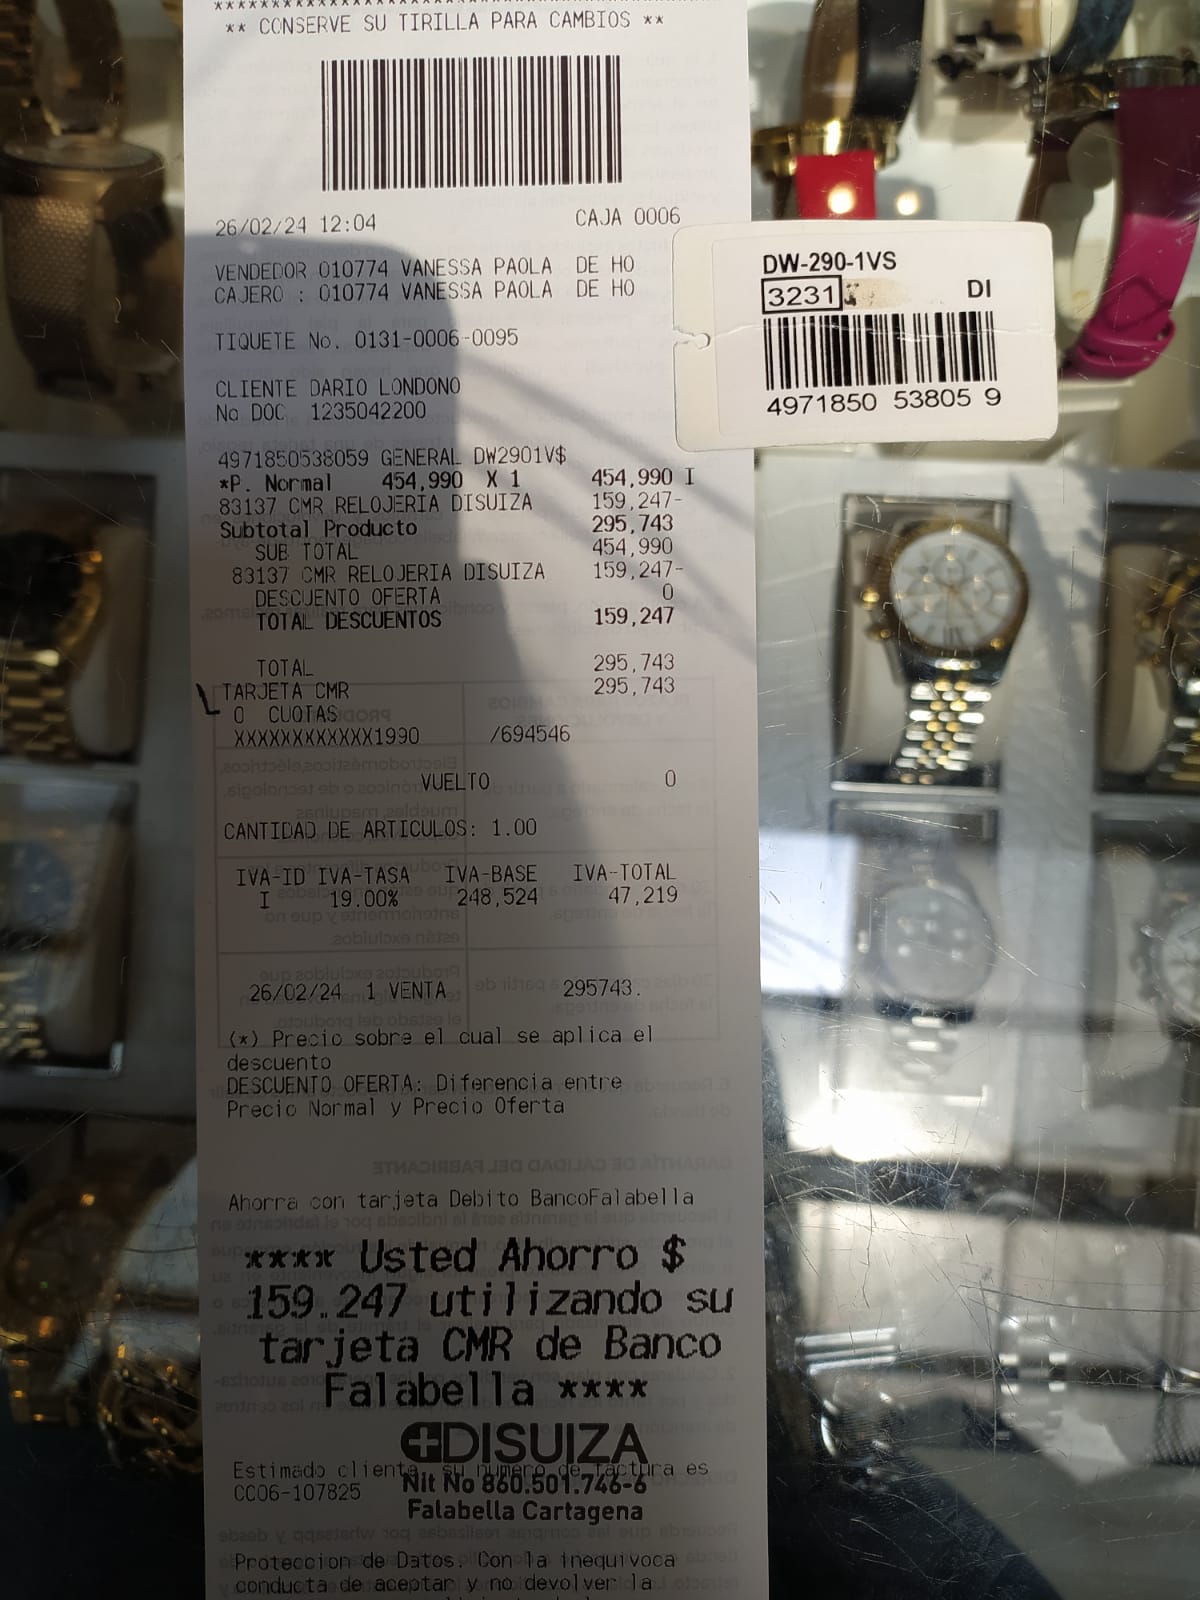 ** CONSERVE SU TIRILLA PARA CAMBIOS **
26/02/24 12:04 CAJA 0006
VENDEDOR 010774 VANESSA PAOLA DE HO
CAJERO : 010774 VANESSA PAOLA DE HO
TIQUETE No. 0131-0006-0095
CLIENTE DARIO LONDONO
No DOC 1235042200
4971850538059 GENERAL DW2901V$
*P. Normal 454,990 X 1 454,990 I
83137 CMR RELOJERIA DISUIZA 159,247-
Subtotal Producto 295,743
SUB TOTAL 454,990
83137 CMR RELOJERIA DISUIZA 159,247-
DESCUENTO OFERTA 0
TOTAL DESCUENTOS 159,247
TOTAL 295,743
TARJETA CMR 295,743
0 CUOTAS
XXXXXXXXXXXX1990 /694546
VUELTO 0
CANTIDAD DE ARTICULOS: 1.00
IVA-ID IVA-TASA IVA-BASE IVA-TOTAL
I 19.00% 248,524 47,219
26/02/24 1 VENTA 295743.
(*) Precio sobre el cual se aplica el
descuento
DESCUENTO OFERTA: Diferencia entre
Precio Normal y Precio Oferta
Ahorra con tarjeta Debito BancoFalabella
**** Usted Ahorro $
159.247 utilizando su
tarjeta CMR de Banco
Falabella ****
DISUIZA
Estimado cliente, su numero de factura es
CC06-107825
Nit No 860.501.746-6
Falabella Cartagena
Proteccion de Datos. Con la inequivoca
conducta de aceptar y no devolver la
DW-290-1VS
3231 DI
4971850 53805 9